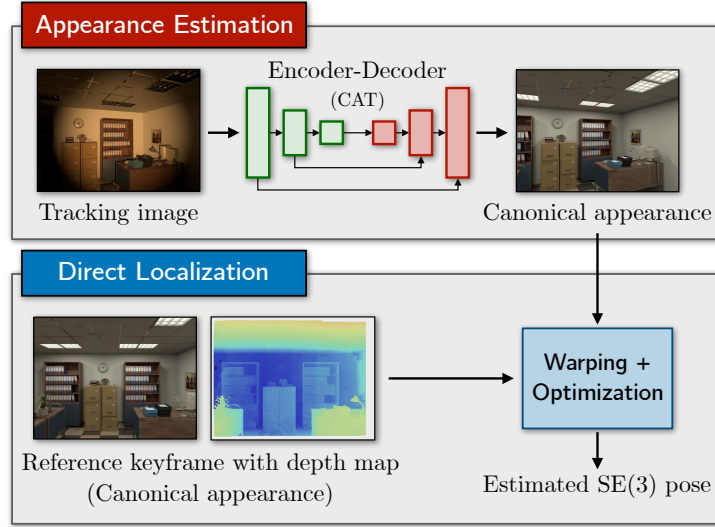 Appearance Estimation
Encoder-Decoder
(CAT)
Tracking image
Canonical appearance
Direct Localization
Warping +
Optimization
Reference keyframe with depth map
(Canonical appearance)
Estimated SE(3) pose